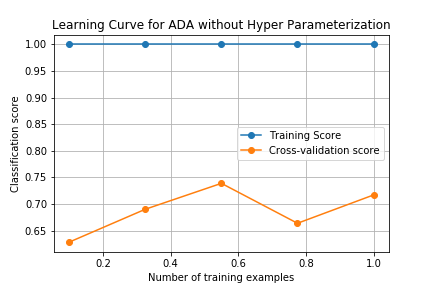 Learning Curve for ADA without Hyper Parameterization
1.00
0.95
0.90
0.85
0.80
0.75
0.70
0.65
Classification score
Training Score
Cross-validation score
0.2 0.4 0.6 0.8 1.0
Number of training examples